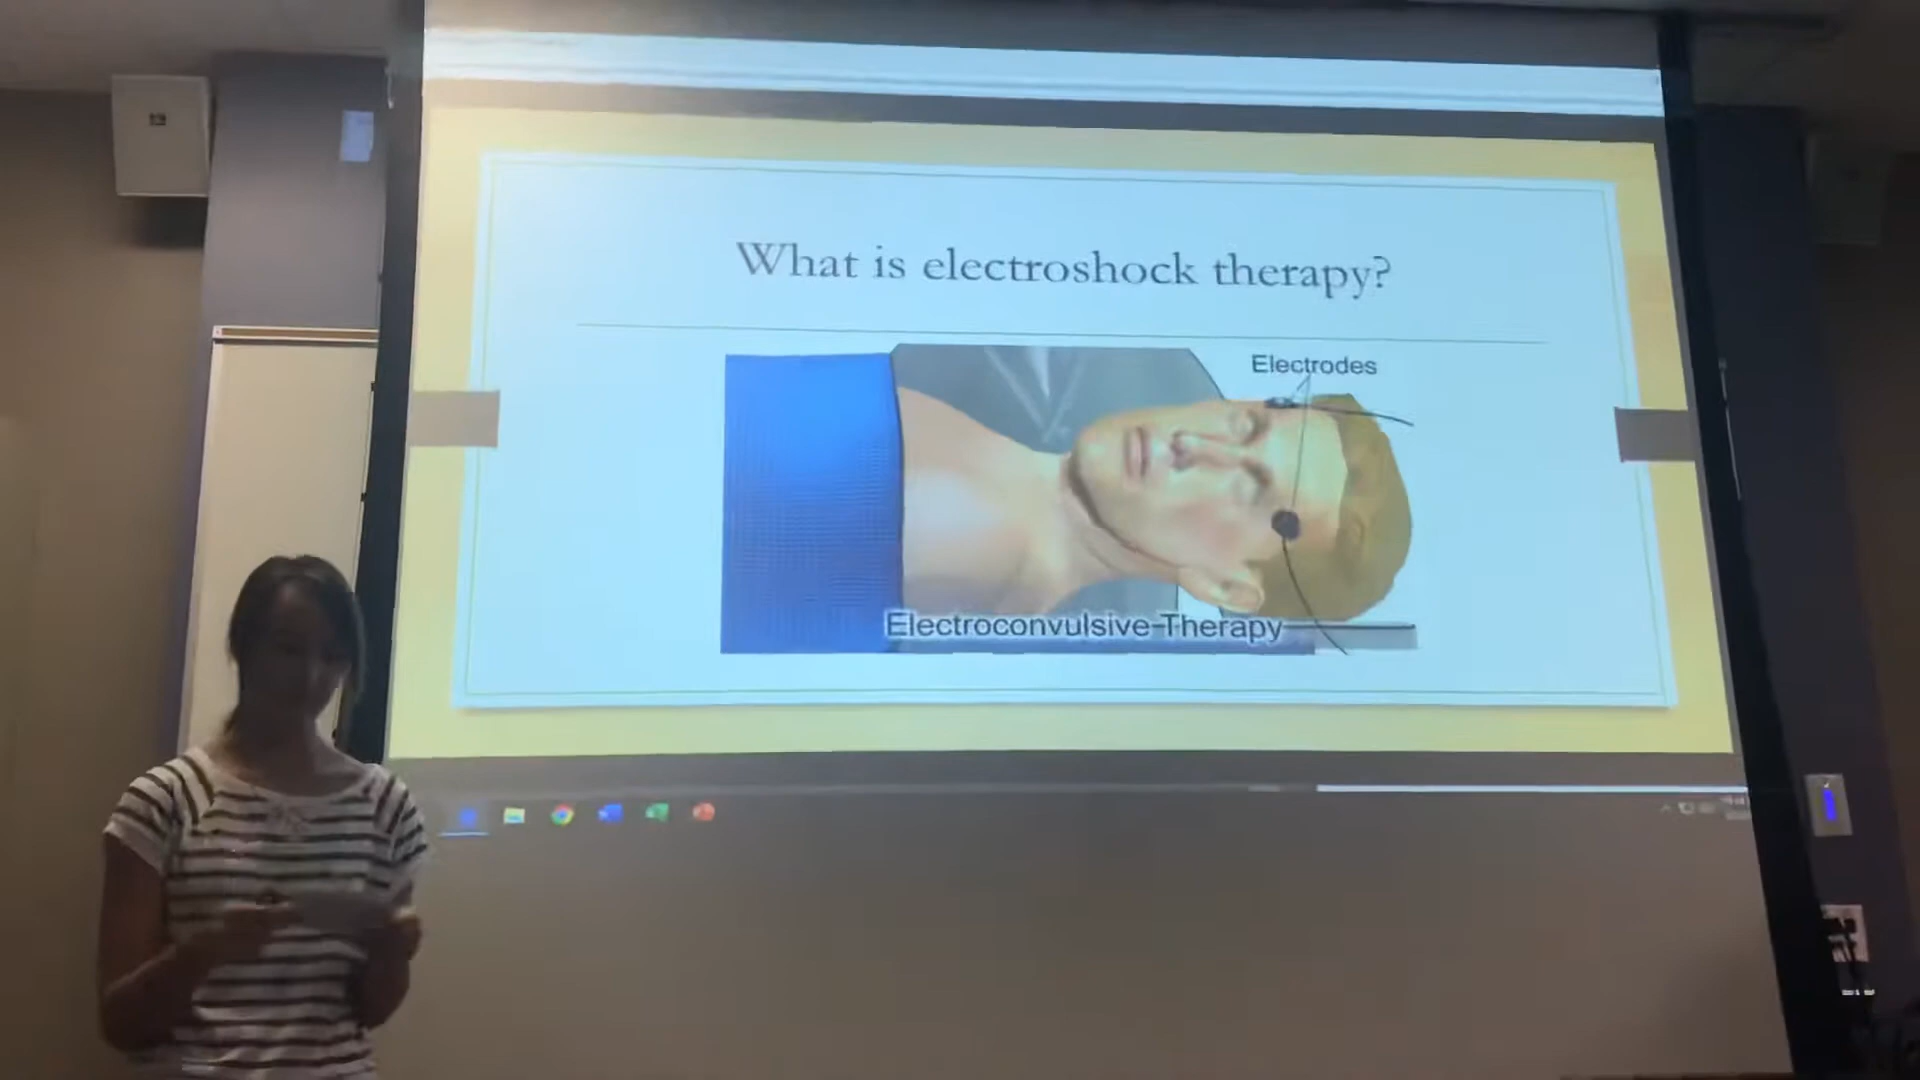 What is electroshock therapy?
Electrodes
Electroconvulsive Therapy